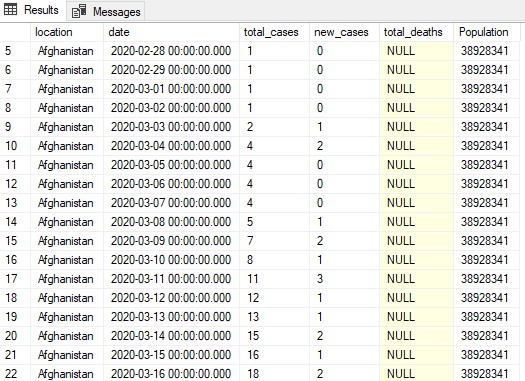 Results Messages
location date total_cases new_cases total_deaths Population
5 Afghanistan 2020-02-28 00:00:00.000 1 0 NULL 38928341
6 Afghanistan 2020-02-29 00:00:00.000 1 0 NULL 38928341
7 Afghanistan 2020-03-01 00:00:00.000 1 0 NULL 38928341
8 Afghanistan 2020-03-02 00:00:00.000 1 0 NULL 38928341
9 Afghanistan 2020-03-03 00:00:00.000 2 1 NULL 38928341
10 Afghanistan 2020-03-04 00:00:00.000 4 2 NULL 38928341
11 Afghanistan 2020-03-05 00:00:00.000 4 0 NULL 38928341
12 Afghanistan 2020-03-06 00:00:00.000 4 0 NULL 38928341
13 Afghanistan 2020-03-07 00:00:00.000 4 0 NULL 38928341
14 Afghanistan 2020-03-08 00:00:00.000 5 1 NULL 38928341
15 Afghanistan 2020-03-09 00:00:00.000 7 2 NULL 38928341
16 Afghanistan 2020-03-10 00:00:00.000 8 1 NULL 38928341
17 Afghanistan 2020-03-11 00:00:00.000 11 3 NULL 38928341
18 Afghanistan 2020-03-12 00:00:00.000 12 1 NULL 38928341
19 Afghanistan 2020-03-13 00:00:00.000 13 1 NULL 38928341
20 Afghanistan 2020-03-14 00:00:00.000 15 2 NULL 38928341
21 Afghanistan 2020-03-15 00:00:00.000 16 1 NULL 38928341
22 Afghanistan 2020-03-16 00:00:00.000 18 2 NULL 38928341